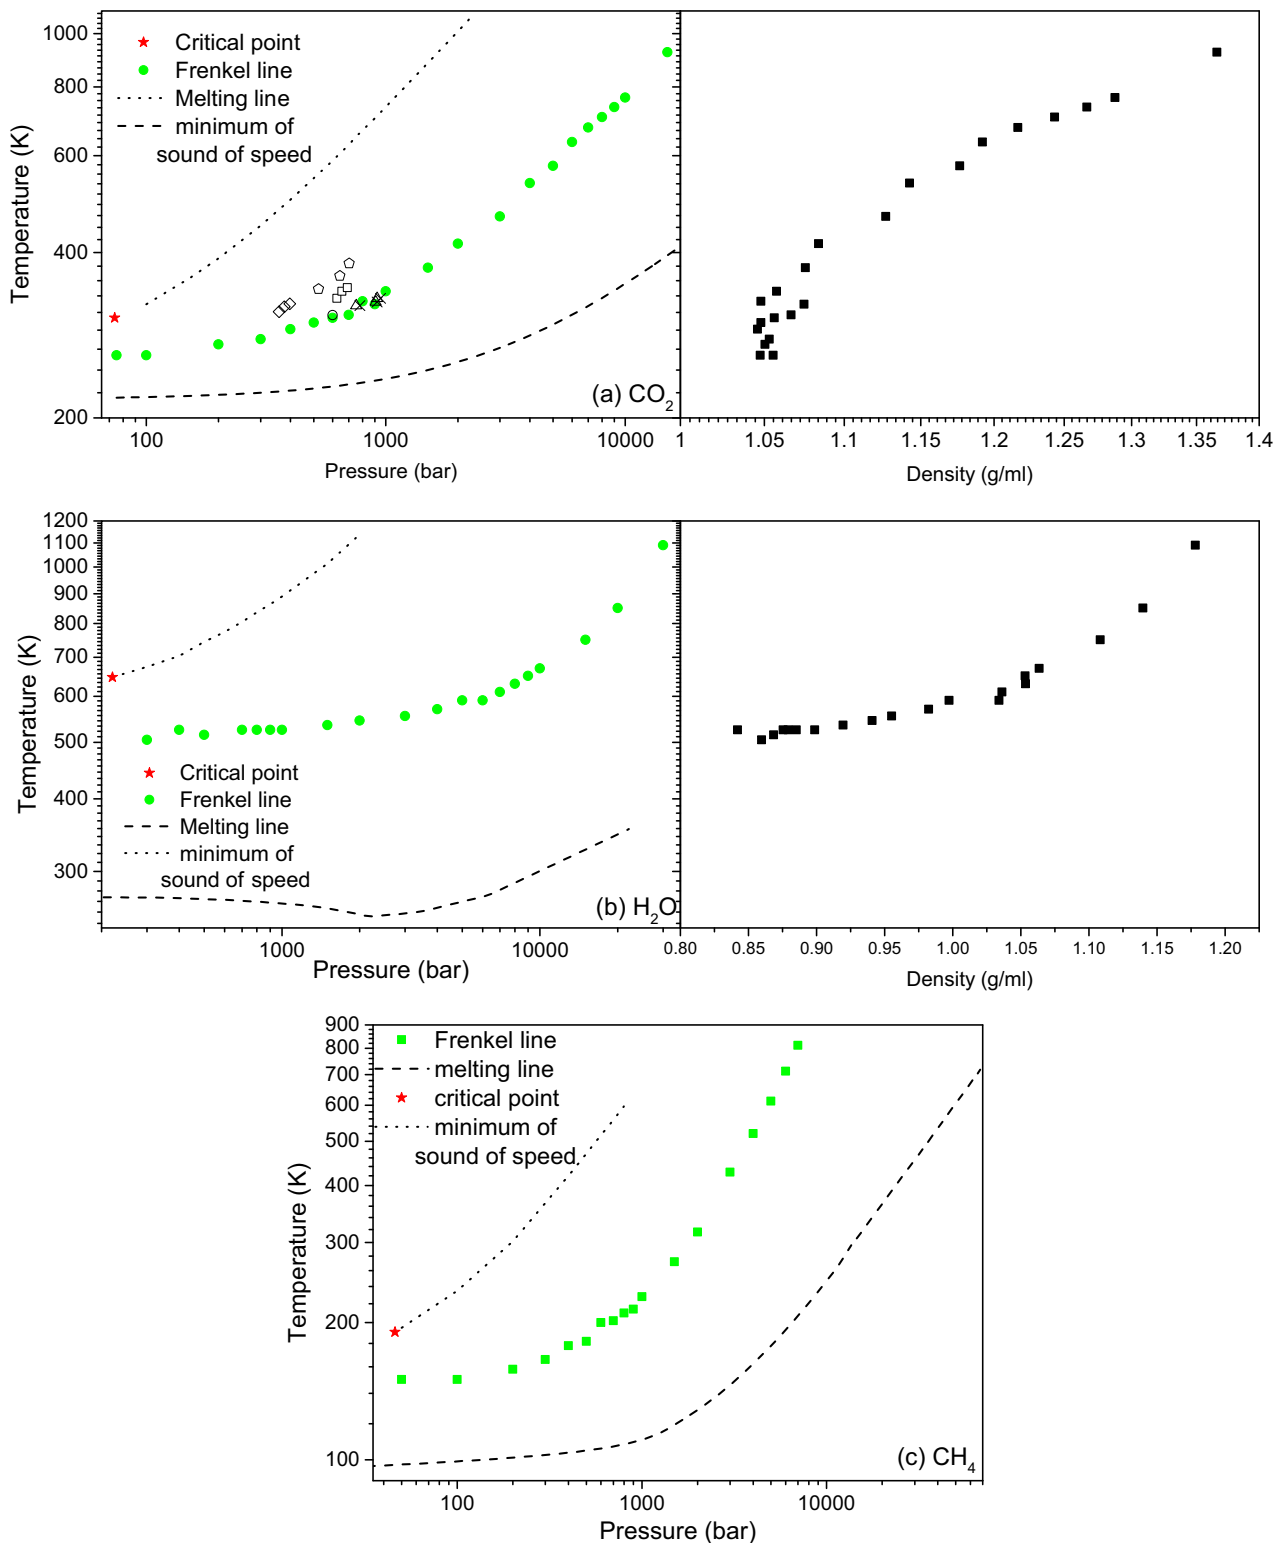 1000
800
600
400
200
Temperature (K)
Critical point
Frenkel line
Melting line
minimum of
sound of speed
(a) CO2
100
1000
10000
Pressure (bar)
1
1.05
1.1
1.15
1.2
1.25
1.3
1.35
1.4
Density (g/ml)
1200
1100
1000
900
800
700
600
500
400
300
Temperature (K)
Critical point
Frenkel line
Melting line
minimum of
sound of speed
(b) H2O
1000
10000
Pressure (bar)
0.80
0.85
0.90
0.95
1.00
1.05
1.10
1.15
1.20
Density (g/ml)
900
800
700
600
500
400
300
200
100
Temperature (K)
Frenkel line
melting line
critical point
minimum of
sound of speed
(c) CH4
100
1000
10000
Pressure (bar)